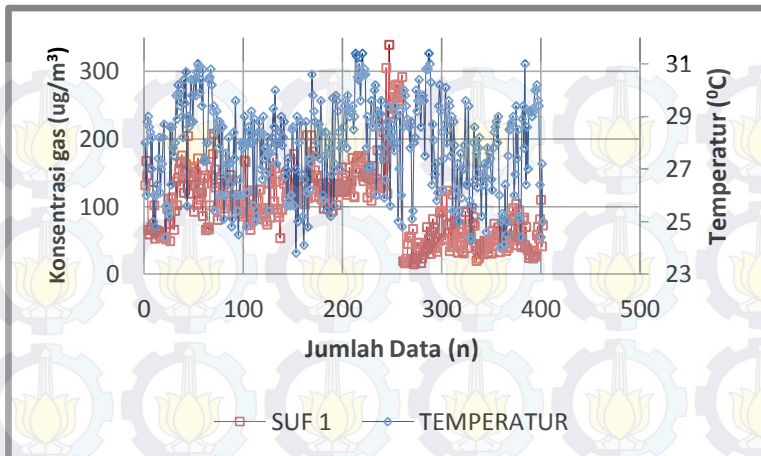 Konsentrasi gas (ug/m³)
300
200
100
0
31
29
27
25
23
Temperatur (⁰C)
0 100 200 300 400 500
Jumlah Data (n)
SUF 1 TEMPERATUR